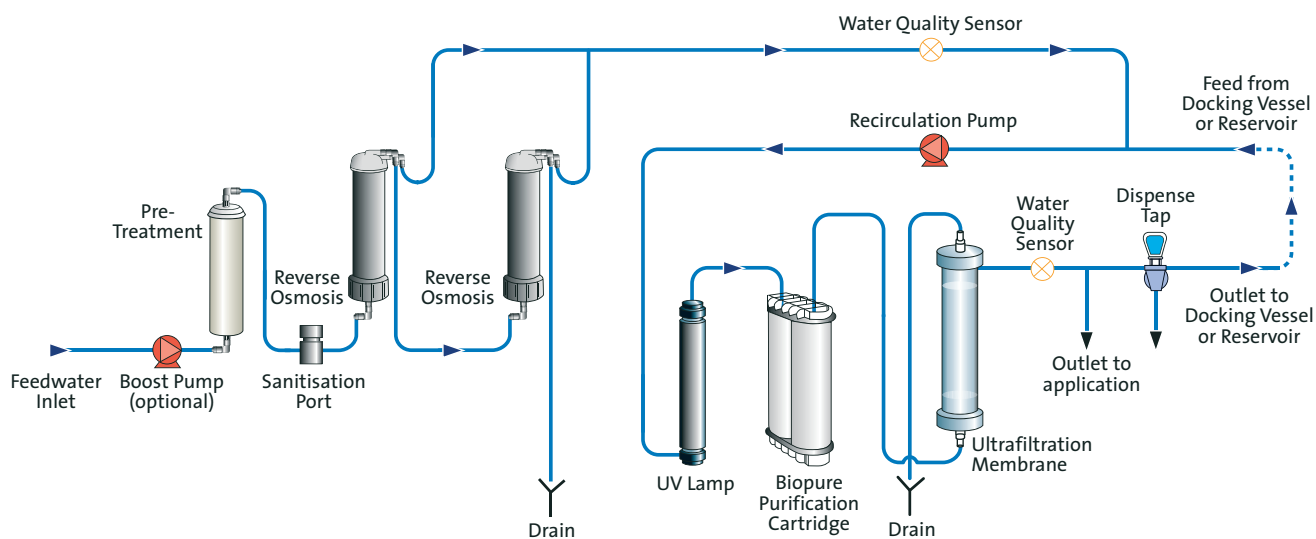 Water Quality Sensor
Feed from
Docking Vessel
or Reservoir
Recirculation Pump
Pre-
Treatment
Water
Quality
Sensor
Dispense
Tap
Reverse
Osmosis
Reverse
Osmosis
Outlet to
Docking Vessel
or Reservoir
Feedwater
Inlet
Boost Pump
(optional)
Sanitisation
Port
Outlet to
application
Ultrafiltration
Membrane
UV Lamp
Biopure
Purification
Cartridge
Drain
Drain